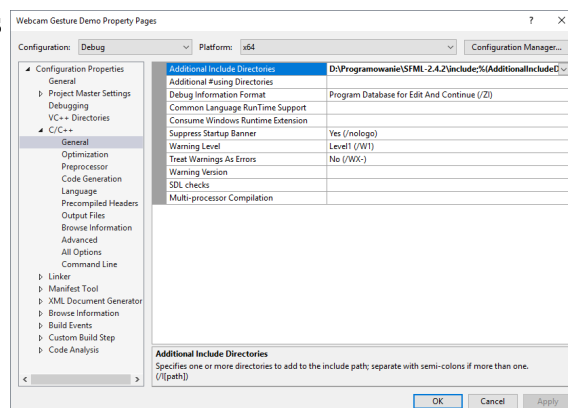 Webcam Gesture Demo Property Pages ? ×
Configuration: Debug Platform: x64 Configuration Manager...
Configuration Properties
General
Project Master Settings
Debugging
VC++ Directories
C/C++
General
Optimization
Preprocessor
Code Generation
Language
Precompiled Headers
Output Files
Browse Information
Advanced
All Options
Command Line
Linker
Manifest Tool
XML Document Generator
Browse Information
Build Events
Custom Build Step
Code Analysis
Additional Include Directories D:\Programowanie\SFML-2.4.2\include;%(AdditionalIncludeD
Additional #using Directories
Debug Information Format Program Database for Edit And Continue (/ZI)
Common Language RunTime Support
Consume Windows Runtime Extension
Suppress Startup Banner Yes (/nologo)
Warning Level Level1 (/W1)
Treat Warnings As Errors No (/WX-)
Warning Version
SDL checks
Multi-processor Compilation
Additional Include Directories
Specifies one or more directories to add to the include path; separate with semi-colons if more than one.
(/I[path])
OK Cancel Apply